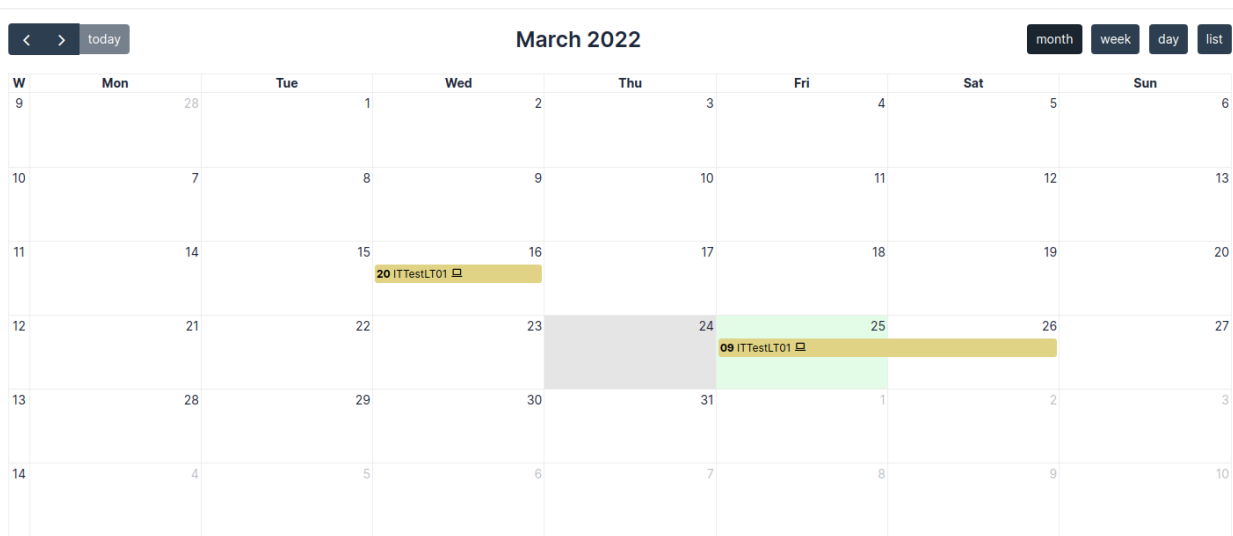 today March 2022 month week day list
W Mon Tue Wed Thu Fri Sat Sun
9 28 1 2 3 4 5 6
10 7 8 9 10 11 12 13
11 14 15 16 17 18 19 20
20 ITTestLT01
12 21 22 23 24 25 26 27
09 ITTestLT01
13 28 29 30 31 1 2 3
14 4 5 6 7 8 9 10